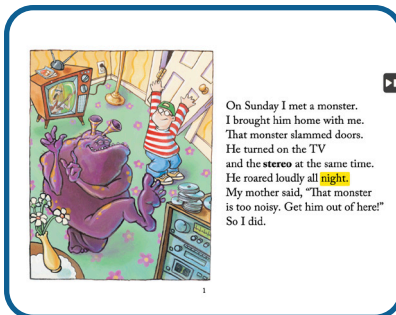 On Sunday I met a monster.
I brought him home with me.
That monster slammed doors.
He turned on the TV
and the stereo at the same time.
He roared loudly all night.
My mother said, “That monster
is too noisy. Get him out of here!”
So I did.
1